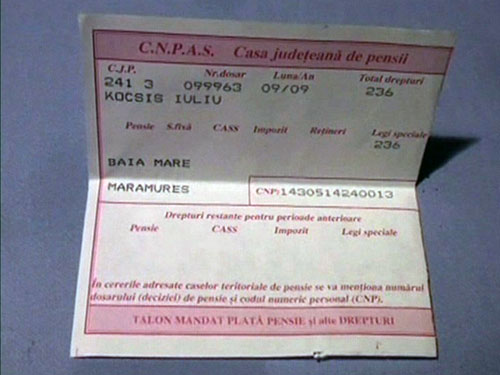 C.N.P.A.S. Casa județeană de pensii
C.J.P. Nr.dosar Luna/An Total drepturi
241 3 099963 09/09 236
KOCSIS IULIU
Pensie S.fixă CASS Impozit Rețineri Legi speciale
236
BAIA MARE
MARAMURES CNP:1430514240013
Drepturi restante pentru perioade anterioare
Pensie CASS Impozit Legi speciale
În cererile adresate caselor teritoriale de pensie se va menționa numărul
dosarului (deciziei) de pensie și codul numeric personal (CNP).
TALON MANDAT PLATĂ PENSIE și alte DREPTURI